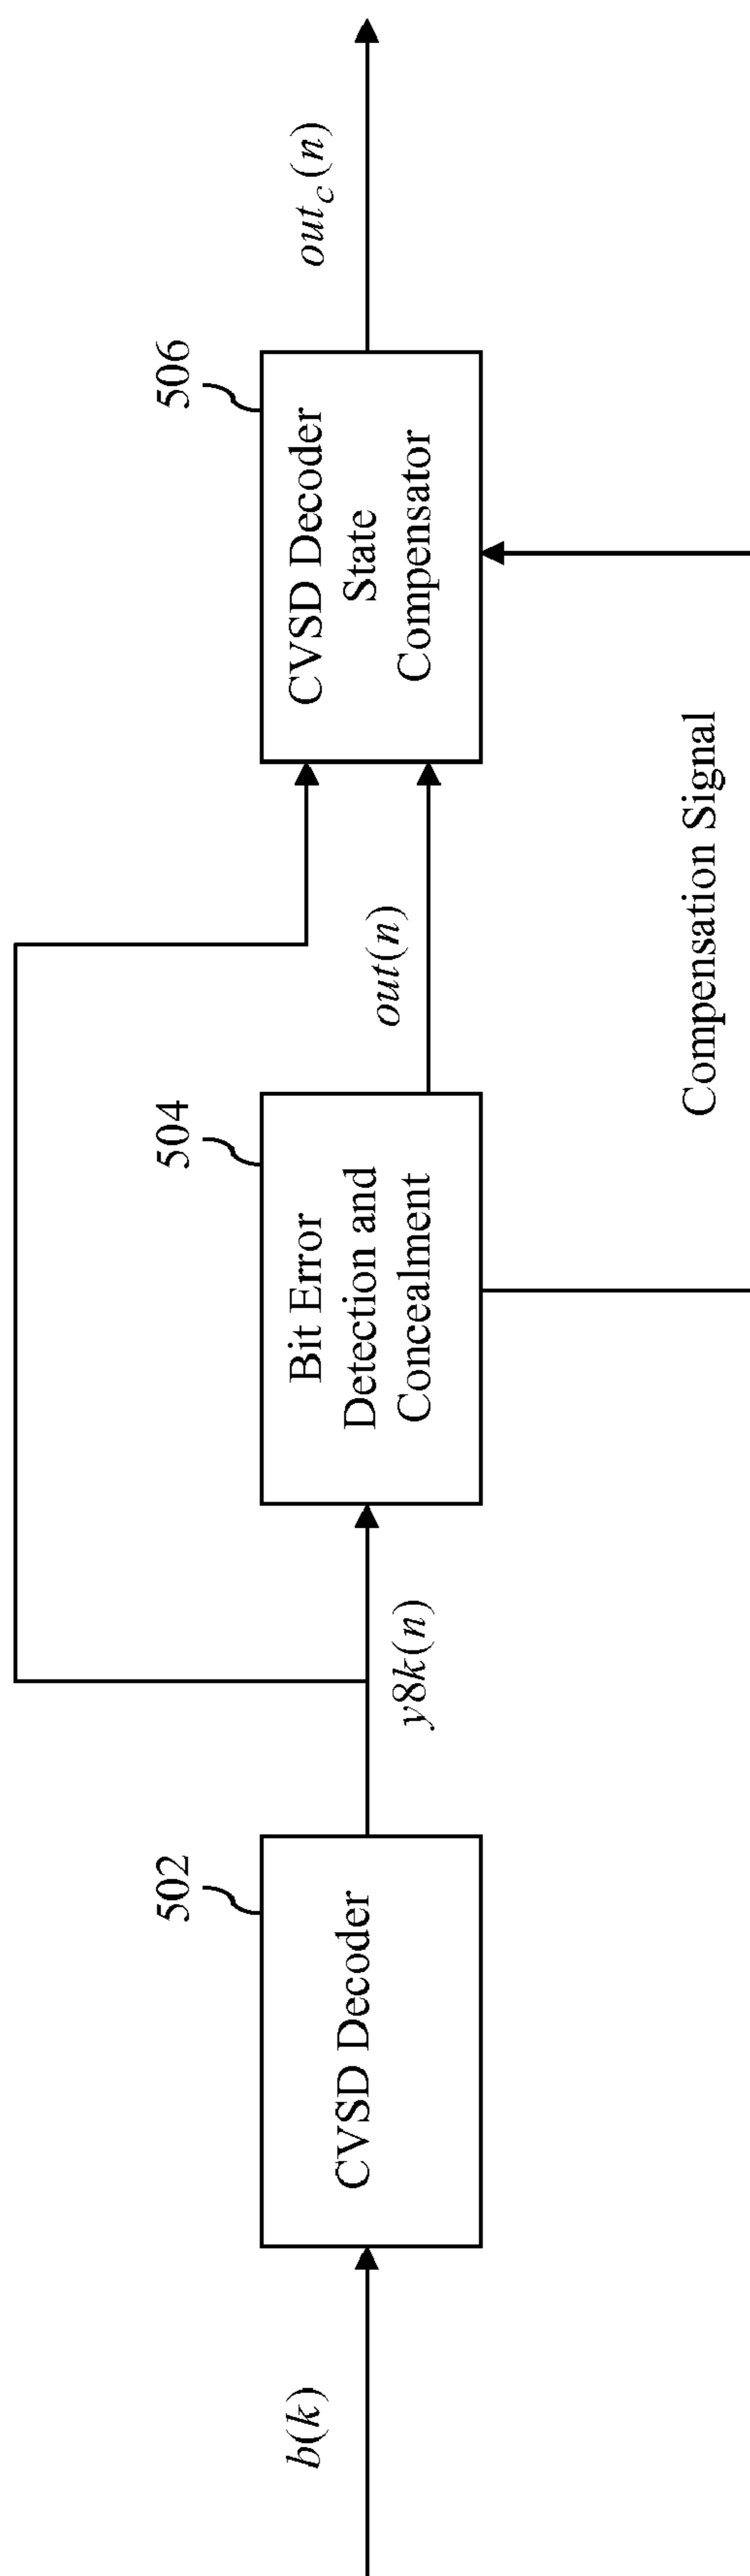 b(k)
502
CVSD Decoder
y8k(n)
504
Bit Error
Detection and
Concealment
out(n)
Compensation Signal
506
CVSD Decoder
State
Compensator
out_c(n)